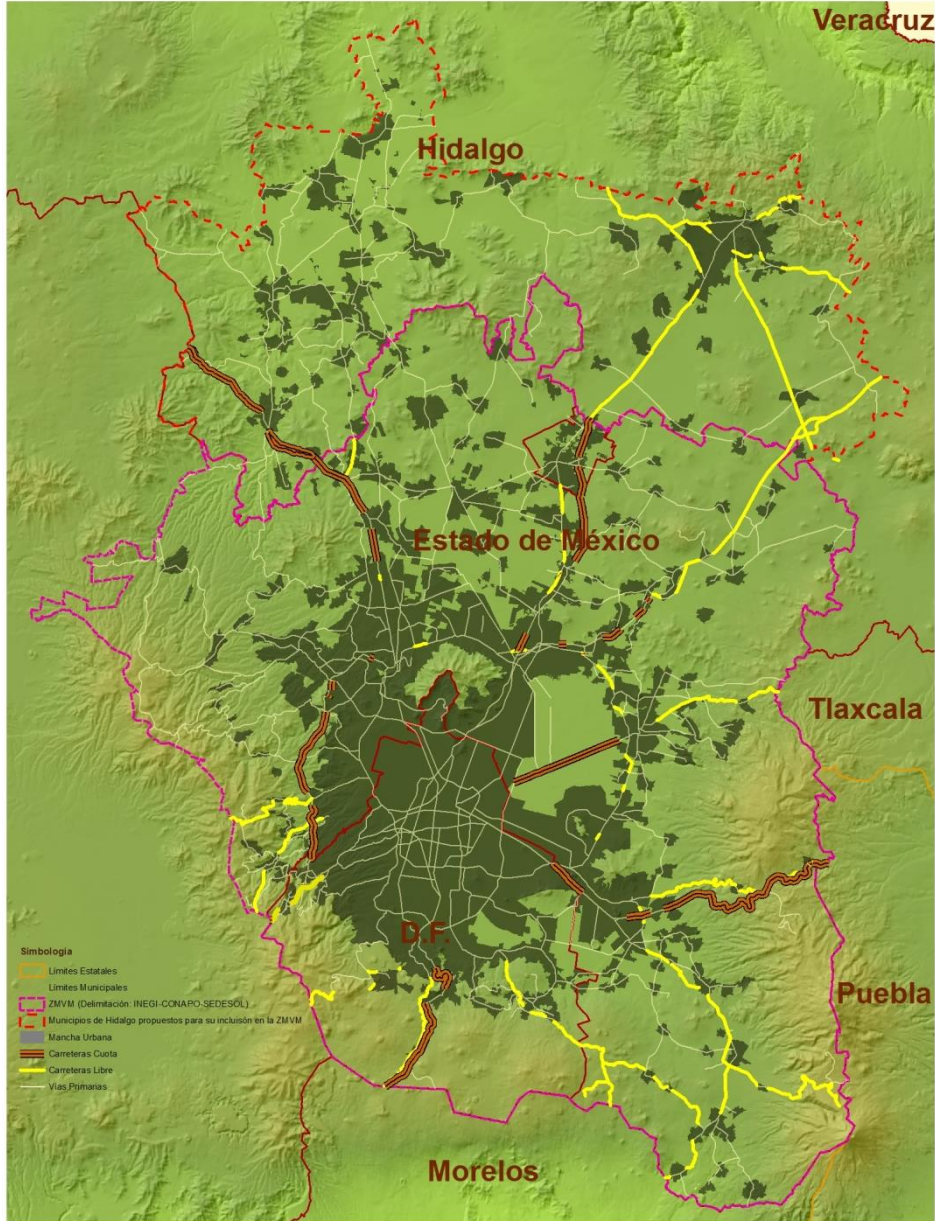 Veracruz
Hidalgo
Estado de México
Tlaxcala
D.F.
Puebla
Morelos
Simbología
Límites Estatales
Límites Municipales
ZMVM (Delimitación: INEGI-CONAPO-SEDESOL)
Municipios de Hidalgo propuestos para su inclusión en la ZMVM
Mancha Urbana
Carreteras Cuota
Carreteras Libre
Vías Primarias